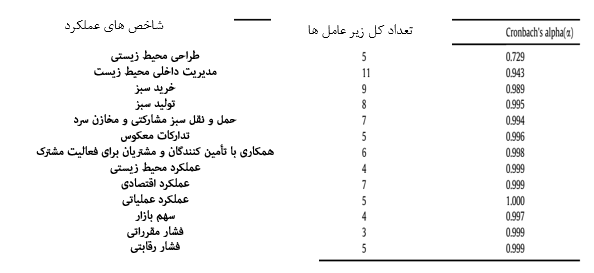 شاخص های عملکرد تعداد کل زیر عامل ها Cronbach's alpha(α)
طراحی محیط زیستی 5 0.729
مدیریت داخلی محیط زیست 11 0.943
خرید سبز 9 0.989
تولید سبز 8 0.995
حمل و نقل سبز مشارکتی و مخازن سرد 7 0.994
تدارکات معکوس 5 0.996
همکاری با تأمین کنندگان و مشتریان برای فعالیت مشترک 6 0.998
عملکرد محیط زیستی 4 0.999
عملکرد اقتصادی 7 0.999
عملکرد عملیاتی 5 1.000
سهم بازار 4 0.997
فشار مقرراتی 3 0.999
فشار رقابتی 5 0.999